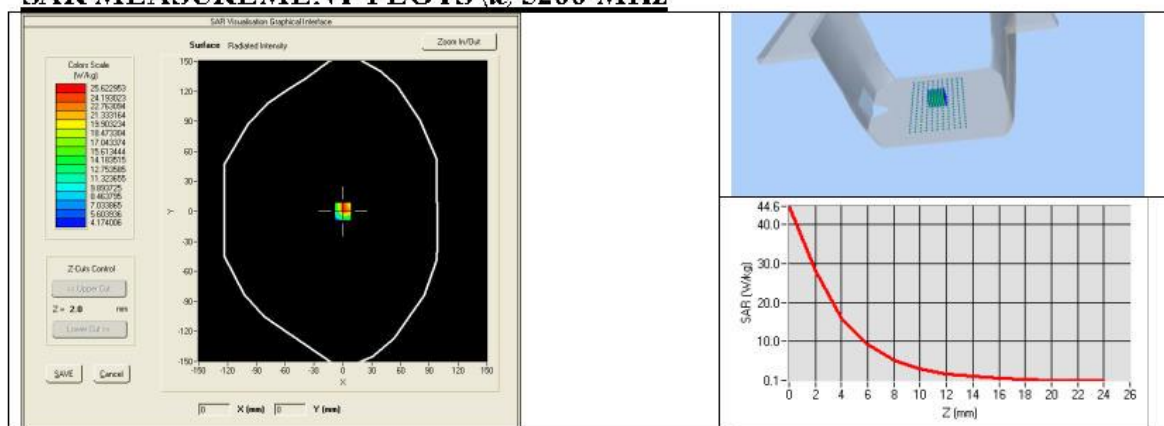 SAR MEASUREMENT PLOTS @ 5200 MHz
SAR Visualisation Graphical Interface
Surface Radiated Intensity
Zoom In/Out
Colors Scale
(W/kg)
25.622953
24.193023
22.763094
21.333164
19.903234
18.473304
17.043374
15.613444
14.183515
12.753585
11.323655
9.893725
8.463795
7.033865
5.603936
4.174006
Z-Cuts Control
<< Upper Cut
Z = 2.0 mm
Lower Cut >>
SAVE Cancel
150
120
90
60
30
0
-30
-60
-90
-120
-150
Y
-150 -120 -90 -60 -30 0 30 60 90 120 150
X
0 X (mm) 0 Y (mm)
44.6
40.0
30.0
20.0
10.0
0.1
SAR (W/kg)
0 2 4 6 8 10 12 14 16 18 20 22 24 26
Z (mm)